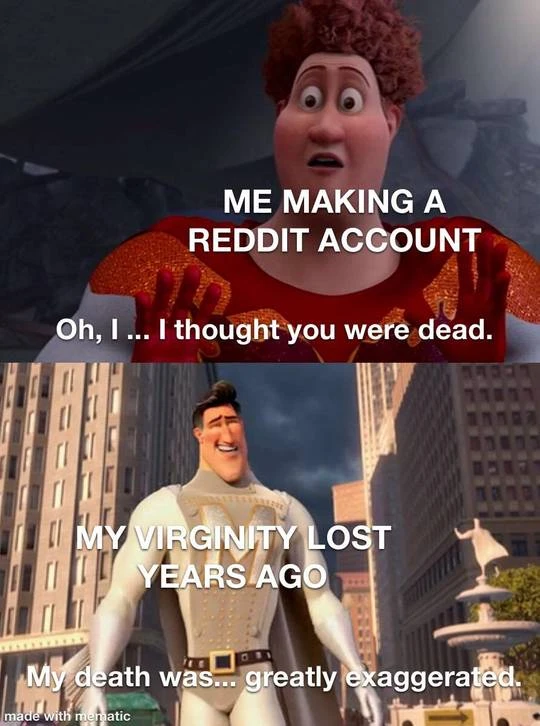 ME MAKING A
REDDIT ACCOUNT
Oh, I ... I thought you were dead.
MY VIRGINITY LOST
YEARS AGO
My death was... greatly exaggerated.
made with mematic